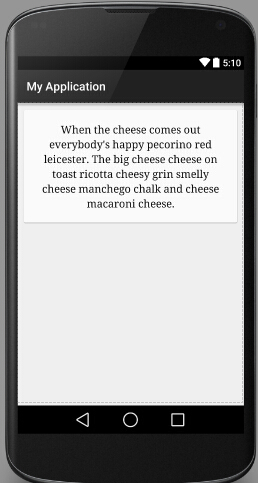 5:10
My Application
When the cheese comes out
everybody's happy pecorino red
leicester. The big cheese cheese on
toast ricotta cheesy grin smelly
cheese manchego chalk and cheese
macaroni cheese.